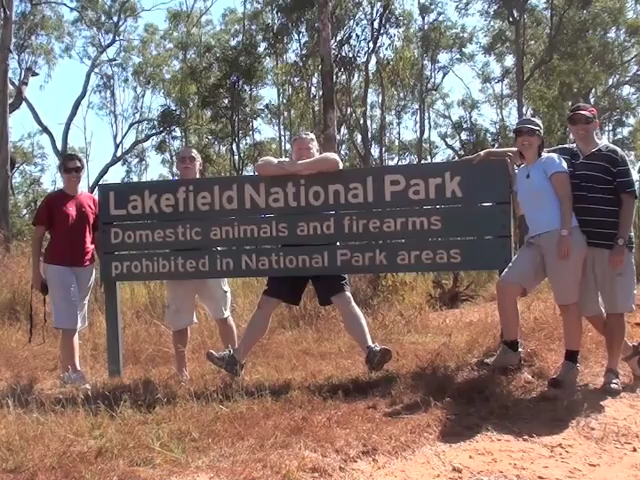 Lakefield National Park
Domestic animals and firearms
prohibited in National Park areas